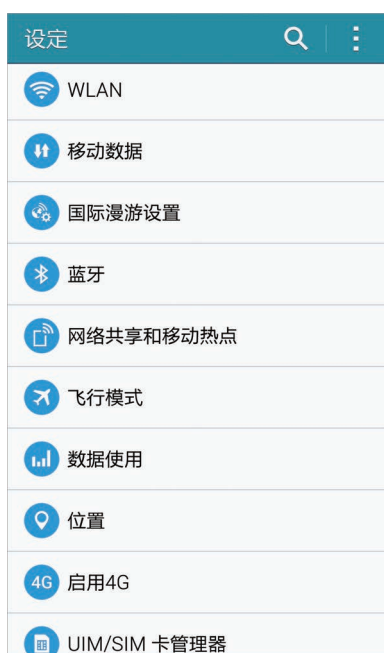 设定
WLAN
移动数据
国际漫游设置
蓝牙
网络共享和移动热点
飞行模式
数据使用
位置
4G 启用4G
UIM/SIM 卡管理器